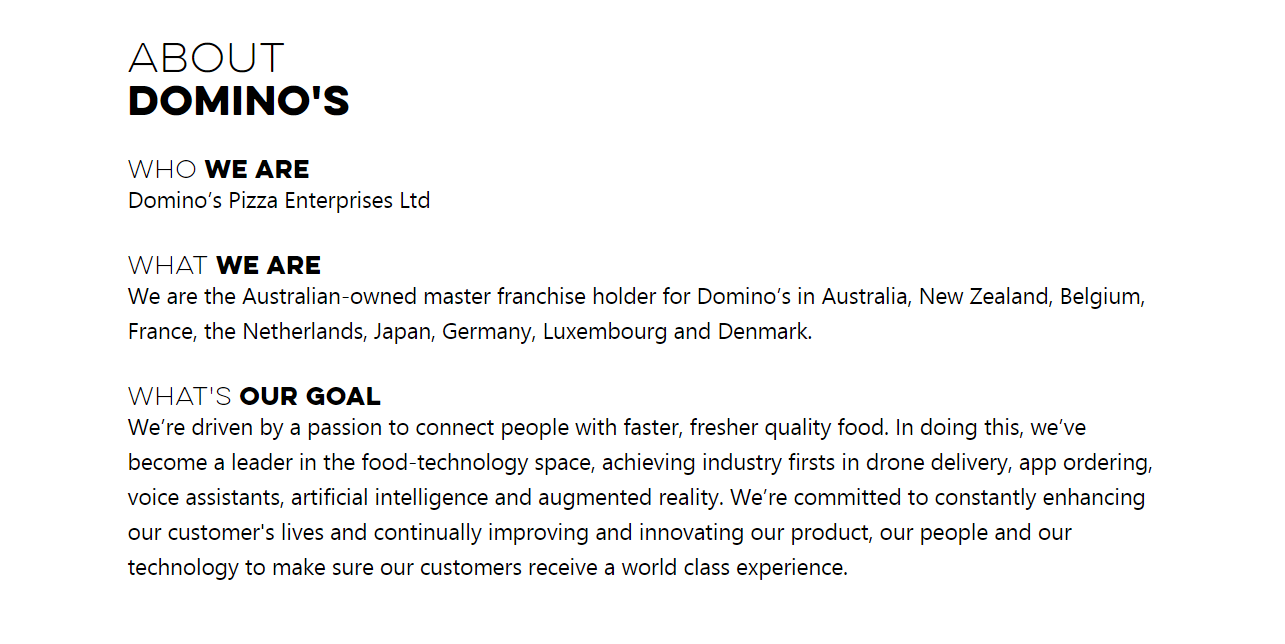 ABOUT
DOMINO'S
WHO WE ARE
Domino’s Pizza Enterprises Ltd
WHAT WE ARE
We are the Australian-owned master franchise holder for Domino’s in Australia, New Zealand, Belgium,
France, the Netherlands, Japan, Germany, Luxembourg and Denmark.
WHAT'S OUR GOAL
We’re driven by a passion to connect people with faster, fresher quality food. In doing this, we’ve
become a leader in the food-technology space, achieving industry firsts in drone delivery, app ordering,
voice assistants, artificial intelligence and augmented reality. We’re committed to constantly enhancing
our customer's lives and continually improving and innovating our product, our people and our
technology to make sure our customers receive a world class experience.